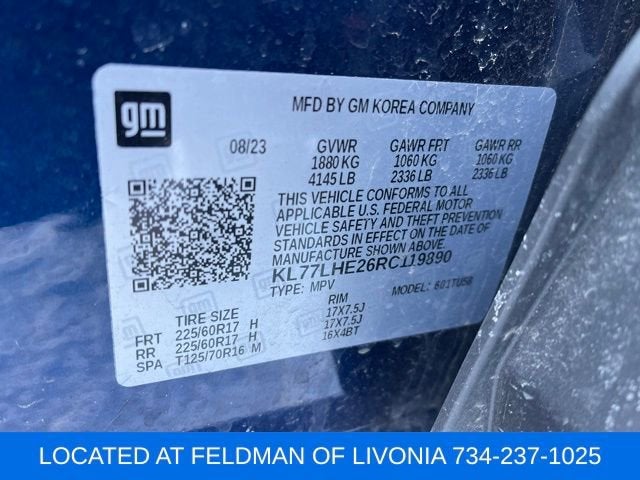 gm
MFD BY GM KOREA COMPANY
08/23 GVWR GAWR FRT GAWR RR
1880 KG 1060 KG 1060 KG
4145 LB 2336 LB 2336 LB
THIS VEHICLE CONFORMS TO ALL
APPLICABLE U.S. FEDERAL MOTOR
VEHICLE SAFETY AND THEFT PREVENTION
STANDARDS IN EFFECT ON THE DATE OF
MANUFACTURE SHOWN ABOVE.
KL77LHE26RC119890
TYPE: MPV MODEL: 6U1TU58
TIRE SIZE RIM
FRT 225/60R17 H 17X7.5J
RR 225/60R17 H 17X7.5J
SPA T125/70R16 M 16X4BT
LOCATED AT FELDMAN OF LIVONIA 734-237-1025